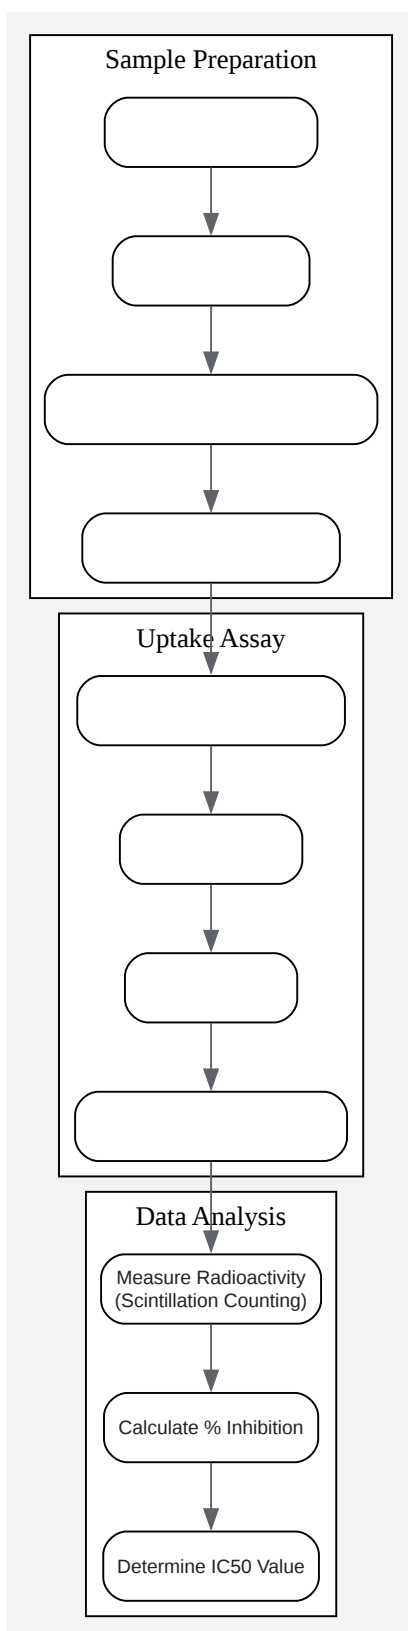 Sample Preparation
Uptake Assay
Data Analysis
Measure Radioactivity
(Scintillation Counting)
Calculate % Inhibition
Determine IC50 Value